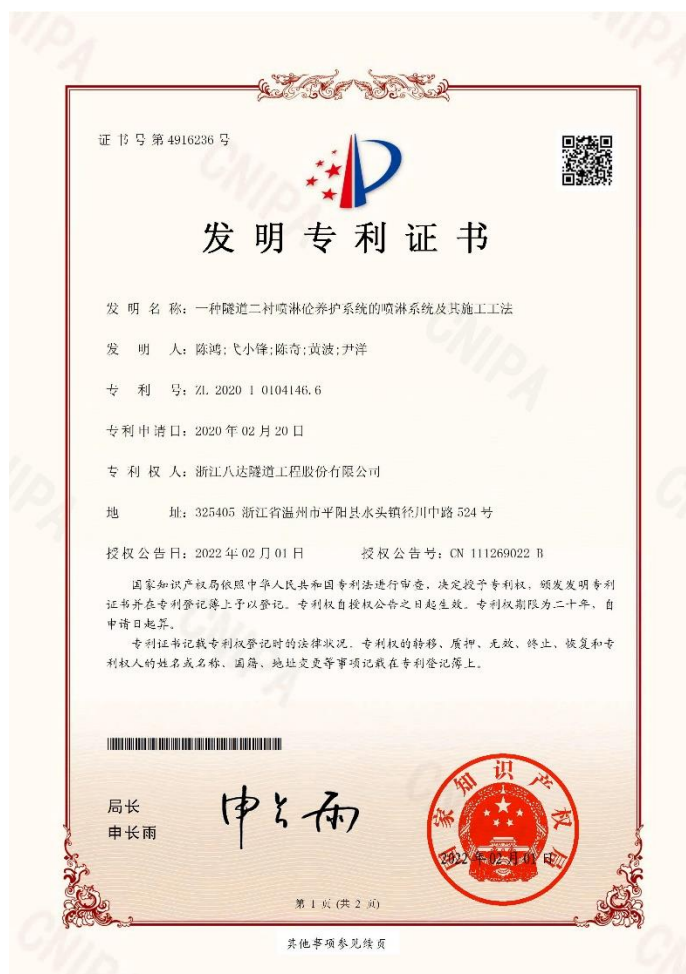 证书号第4916236号
发明专利证书
发 明 名 称：一种隧道二衬喷淋砼养护系统的喷淋系统及其施工工法
发 明 人：陈鸿;弋小锋;陈奇;黄波;尹洋
专 利 号：ZL 2020 1 0104146.6
专利申请日：2020年02月20日
专 利 权 人：浙江八达隧道工程股份有限公司
地 址：325405 浙江省温州市平阳县水头镇径川中路524号
授权公告日：2022年02月01日 授权公告号：CN 111269022 B
国家知识产权局依照中华人民共和国专利法进行审查，决定授予专利权，颁发发明专利
证书并在专利登记簿上予以登记。专利权自授权公告之日起生效。专利权期限为二十年，自
申请日起算。
专利证书记载专利权登记时的法律状况。专利权的转移、质押、无效、终止、恢复和专
利权人的姓名或名称、国籍、地址变更等事项记载在专利登记簿上。
局长
申长雨
申长雨
国家知识产权局
2022年02月01日
第 1 页 (共 2 页)
其他事项参见续页
CNIPA